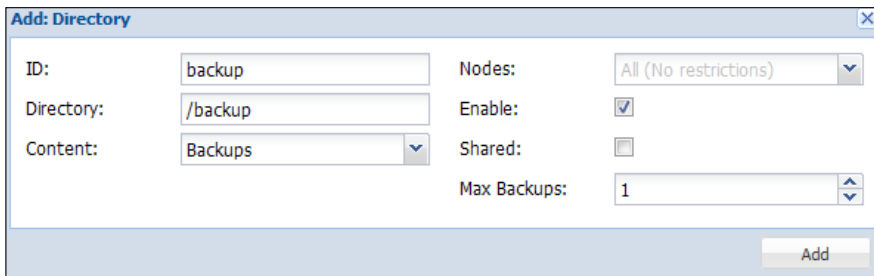 Add: Directory
ID: backup
Nodes: All (No restrictions)
Directory: /backup
Enable:
Content: Backups
Shared:
Max Backups: 1
Add